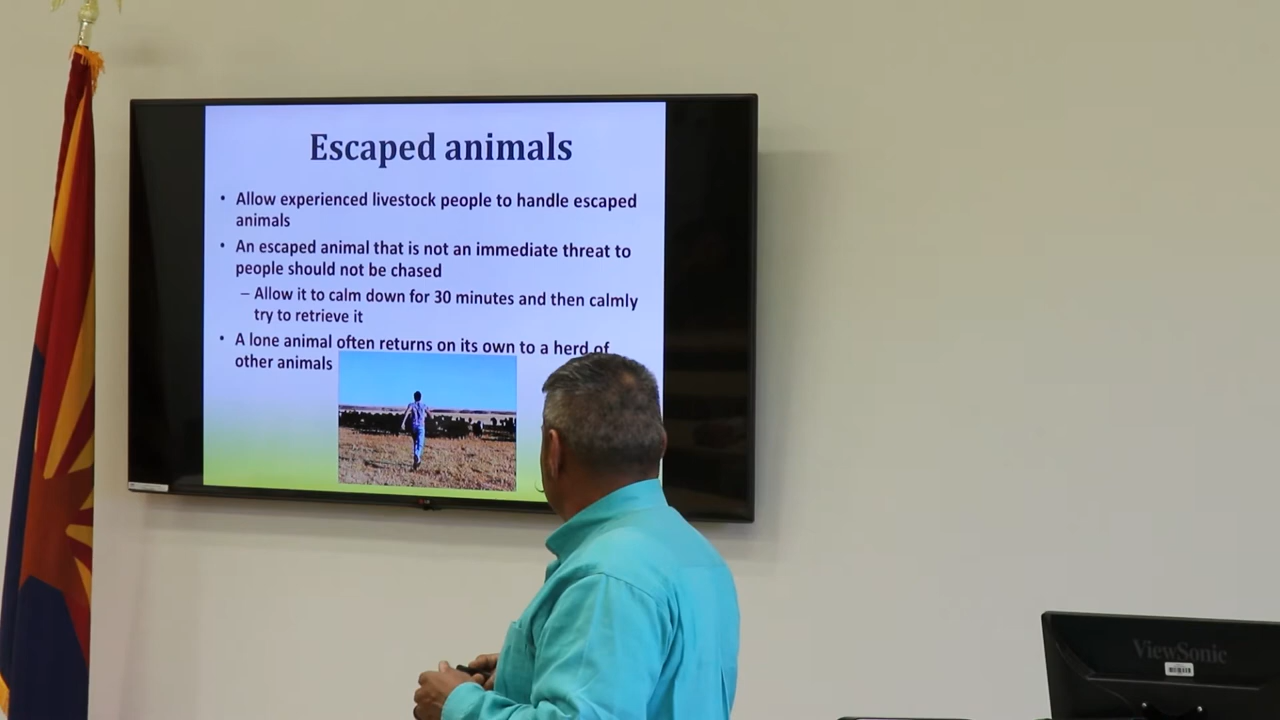 Escaped animals
• Allow experienced livestock people to handle escaped
animals
• An escaped animal that is not an immediate threat to
people should not be chased
– Allow it to calm down for 30 minutes and then calmly
try to retrieve it
• A lone animal often returns on its own to a herd of
other animals
ViewSonic